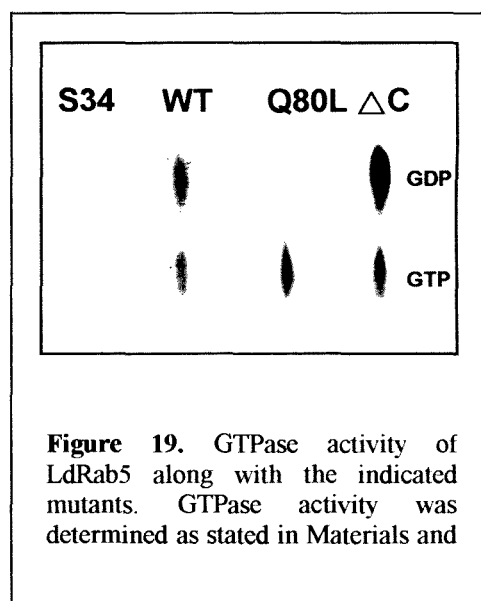 S34 WT Q80L △C
GDP
GTP
Figure 19. GTPase activity of
LdRab5 along with the indicated
mutants. GTPase activity was
determined as stated in Materials and